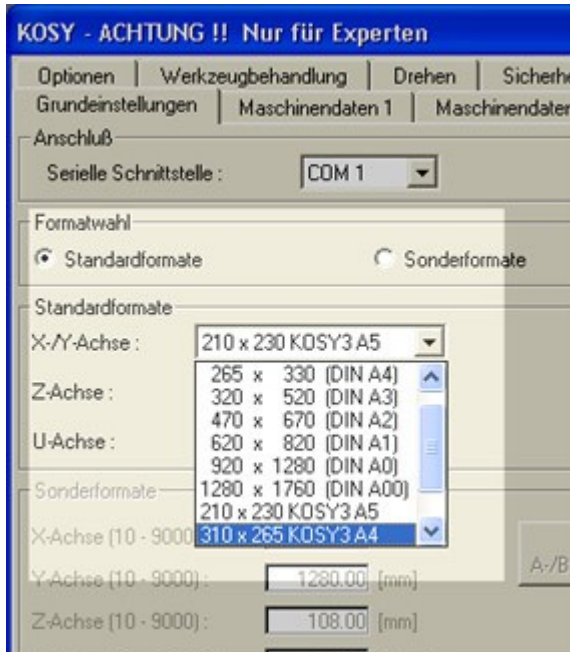 KOSY - ACHTUNG !! Nur für Experten
Optionen Werkzeugbehandlung Drehen
Grundeinstellungen Maschinendaten 1
Anschluß
Serielle Schnittstelle : COM 1
Formatwahl
Standardformate Sonderformate
Standardformate
X-/Y-Achse : 210 x 230 KOSY3 A5
265 x 330 (DIN A4)
Z-Achse : 320 x 520 (DIN A3)
470 x 670 (DIN A2)
U-Achse : 620 x 820 (DIN A1)
920 x 1280 (DIN A0)
Sonderformate 1280 x 1760 (DIN A00)
210 x 230 KOSY3 A5
X-Achse (10 - 9000) 310 x 265 KOSY3 A4
A-/B
Y-Achse (10 - 9000) : 1280.00 [mm]
Z-Achse (10 - 9000) : 108.00 [mm]